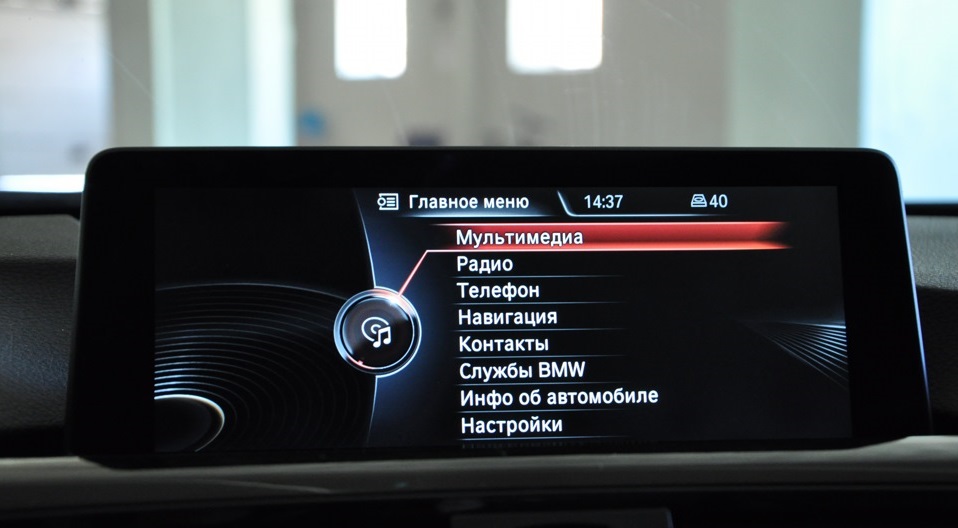 Главное меню 14:37 40
Мультимедиа
Радио
Телефон
Навигация
Контакты
Службы BMW
Инфо об автомобиле
Настройки